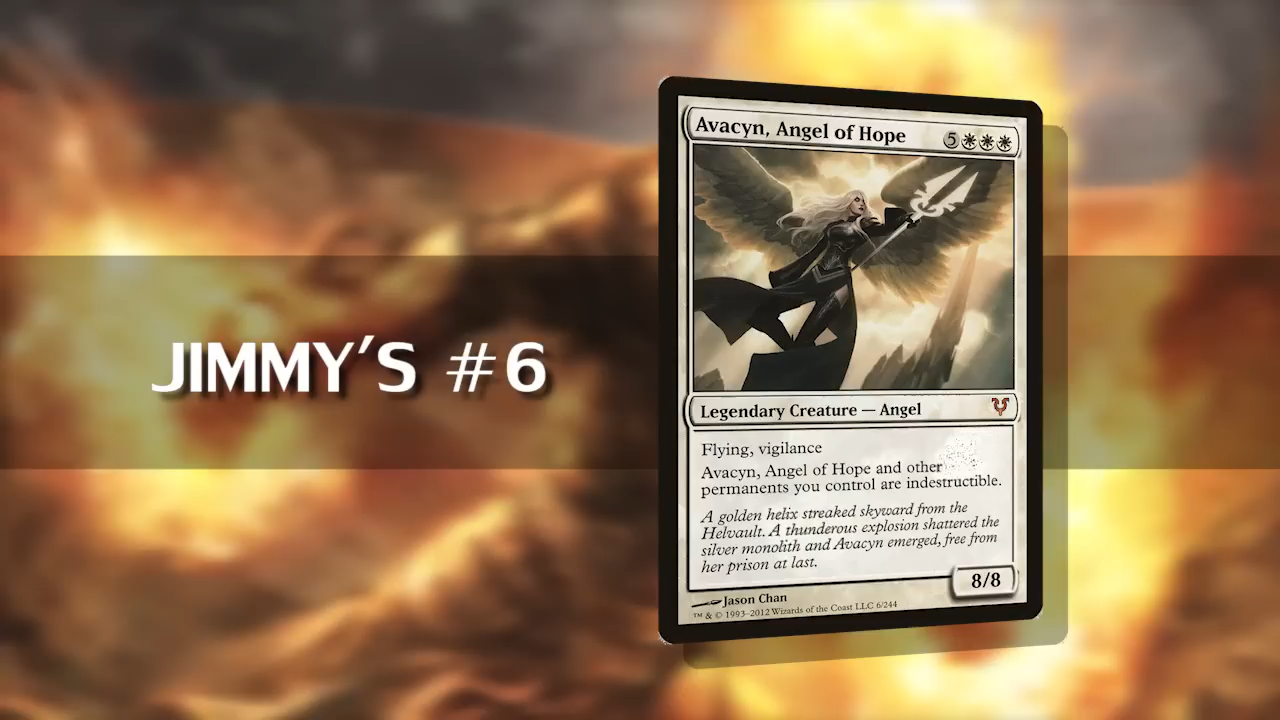 JIMMY'S #6
Avacyn, Angel of Hope 5
Legendary Creature — Angel
Flying, vigilance
Avacyn, Angel of Hope and other
permanents you control are indestructible.
A golden helix streaked skyward from the
Helvault. A thunderous explosion shattered the
silver monolith and Avacyn emerged, free from
her prison at last.
8/8
Jason Chan
™ & © 1993–2012 Wizards of the Coast LLC 6/244